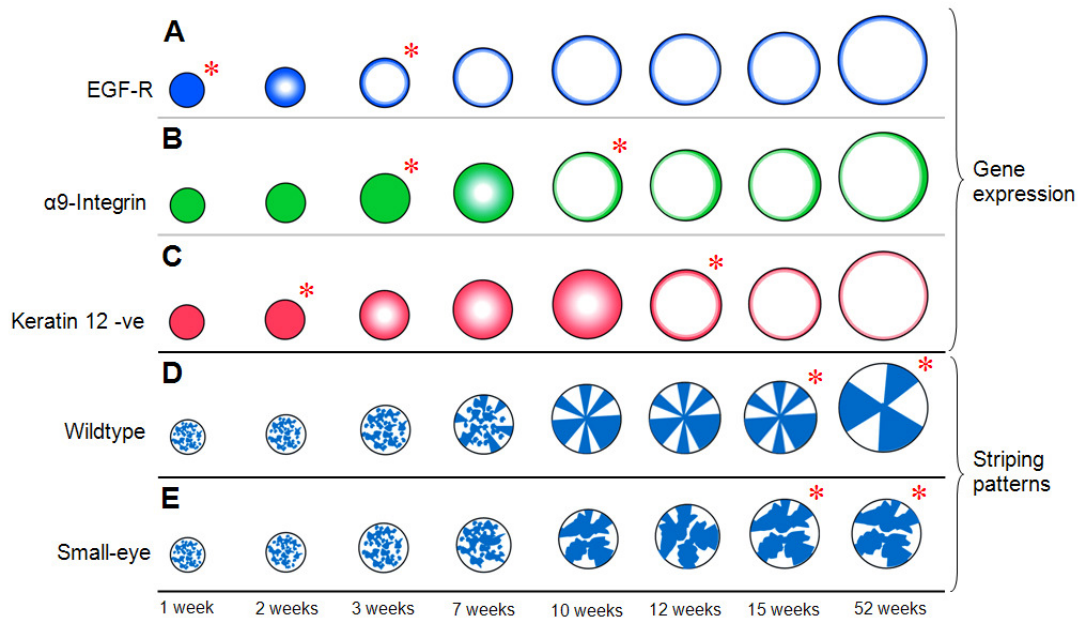 A
EGF-R
*
*
B
α9-Integrin
*
*
C
Keratin 12 -ve
*
*
Gene
expression
D
Wildtype
*
*
E
Small-eye
*
*
Striping
patterns
1 week 2 weeks 3 weeks 7 weeks 10 weeks 12 weeks 15 weeks 52 weeks